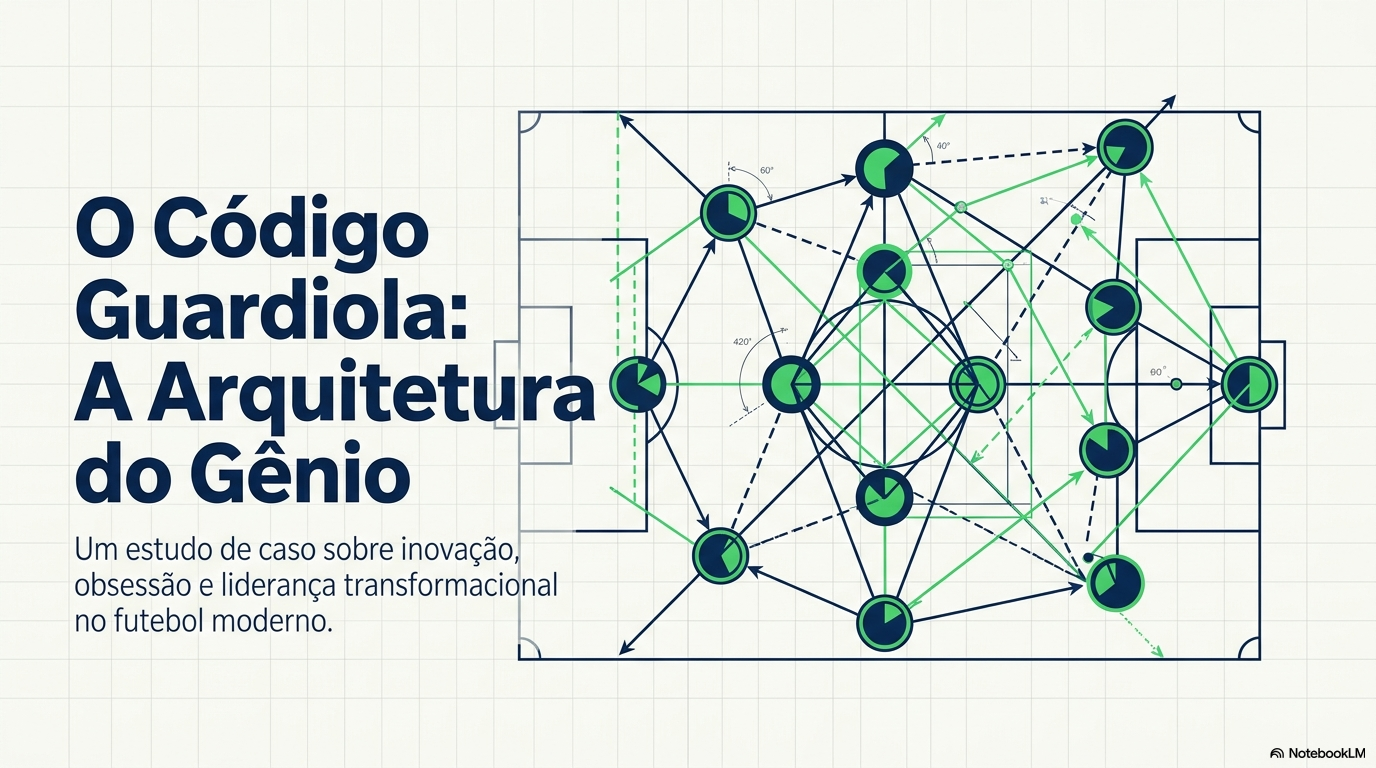 O Código
Guardiola:
A Arquitetura
do Gênio
Um estudo de caso sobre inovação,
obsessão e liderança transformacional
no futebol moderno.
60°
40°
420°
60°
NotebookLM